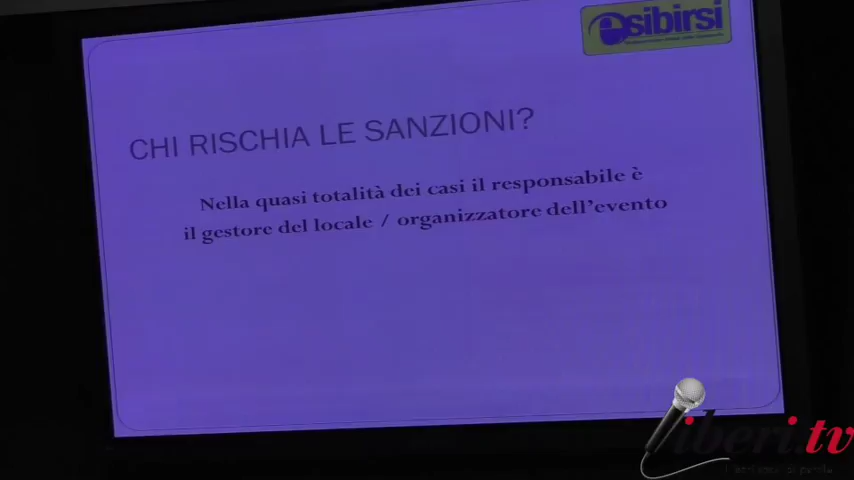 esibirsi
CHI RISCHIA LE SANZIONI?
Nella quasi totalità dei casi il responsabile è
il gestore del locale / organizzatore dell'evento
liberi.tv